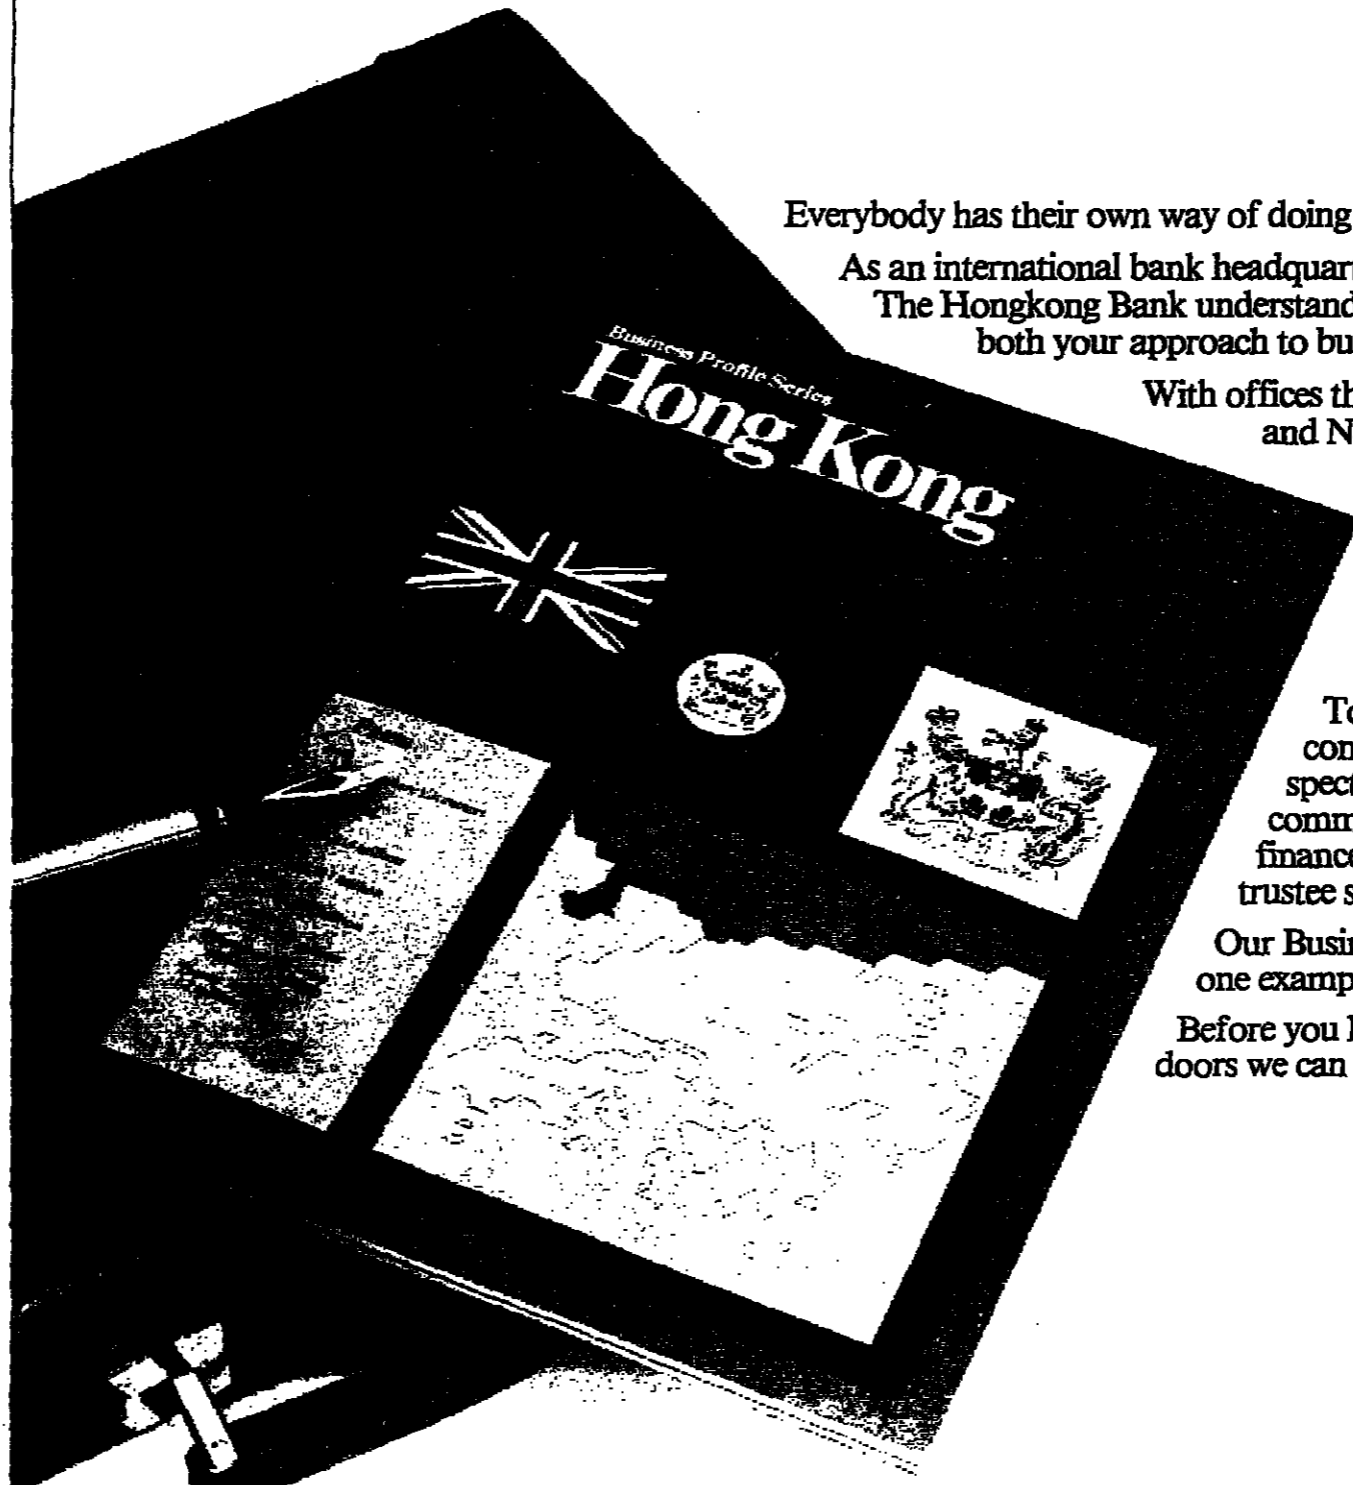 Everybody has their own way of doing
As an international bank headquar
The Hongkong Bank understand
both your approach to bu
With offices th
and N
Business Profile Series
Hong Kong
To
con
spect
comm
finance
trustee s
Our Busin
one examp
Before you l
doors we can